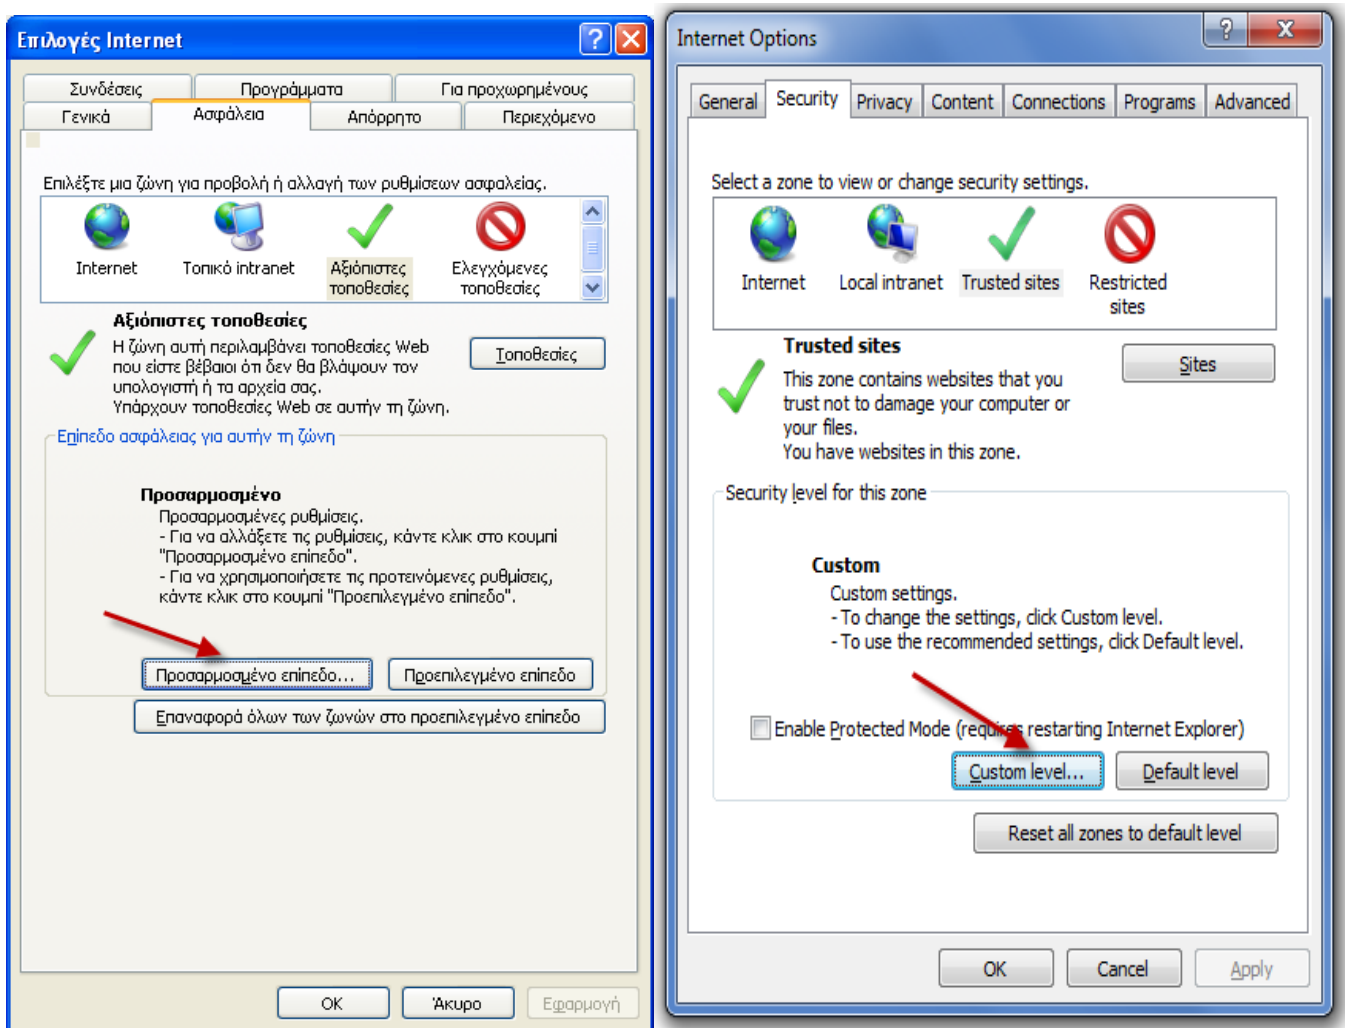 Επιλογές Internet
Συνδέσεις Προγράμματα Για προχωρημένους
Γενικά Ασφάλεια Απόρρητο Περιεχόμενο
Επιλέξτε μια ζώνη για προβολή ή αλλαγή των ρυθμίσεων ασφαλείας.
Internet Τοπικό intranet Αξιόπιστες Ελεγχόμενες
τοποθεσίες τοποθεσίες
Αξιόπιστες τοποθεσίες
Η ζώνη αυτή περιλαμβάνει τοποθεσίες Web
που είστε βέβαιοι ότι δεν θα βλάψουν τον
υπολογιστή ή τα αρχεία σας.
Υπάρχουν τοποθεσίες Web σε αυτήν τη ζώνη.
Τοποθεσίες
Επίπεδο ασφάλειας για αυτήν τη ζώνη
Προσαρμοσμένο
Προσαρμοσμένες ρυθμίσεις.
- Για να αλλάξετε τις ρυθμίσεις, κάντε κλικ στο κουμπί
"Προσαρμοσμένο επίπεδο".
- Για να χρησιμοποιήσετε τις προτεινόμενες ρυθμίσεις,
κάντε κλικ στο κουμπί "Προεπιλεγμένο επίπεδο".
Προσαρμοσμένο επίπεδο... Προεπιλεγμένο επίπεδο
Επαναφορά όλων των ζωνών στο προεπιλεγμένο επίπεδο
OK Άκυρο Εφαρμογή
Internet Options
General Security Privacy Content Connections Programs Advanced
Select a zone to view or change security settings.
Internet Local intranet Trusted sites Restricted
sites
Trusted sites
This zone contains websites that you
trust not to damage your computer or
your files.
You have websites in this zone.
Sites
Security level for this zone
Custom
Custom settings.
- To change the settings, click Custom level.
- To use the recommended settings, click Default level.
Enable Protected Mode (requires restarting Internet Explorer)
Custom level... Default level
Reset all zones to default level
OK Cancel Apply